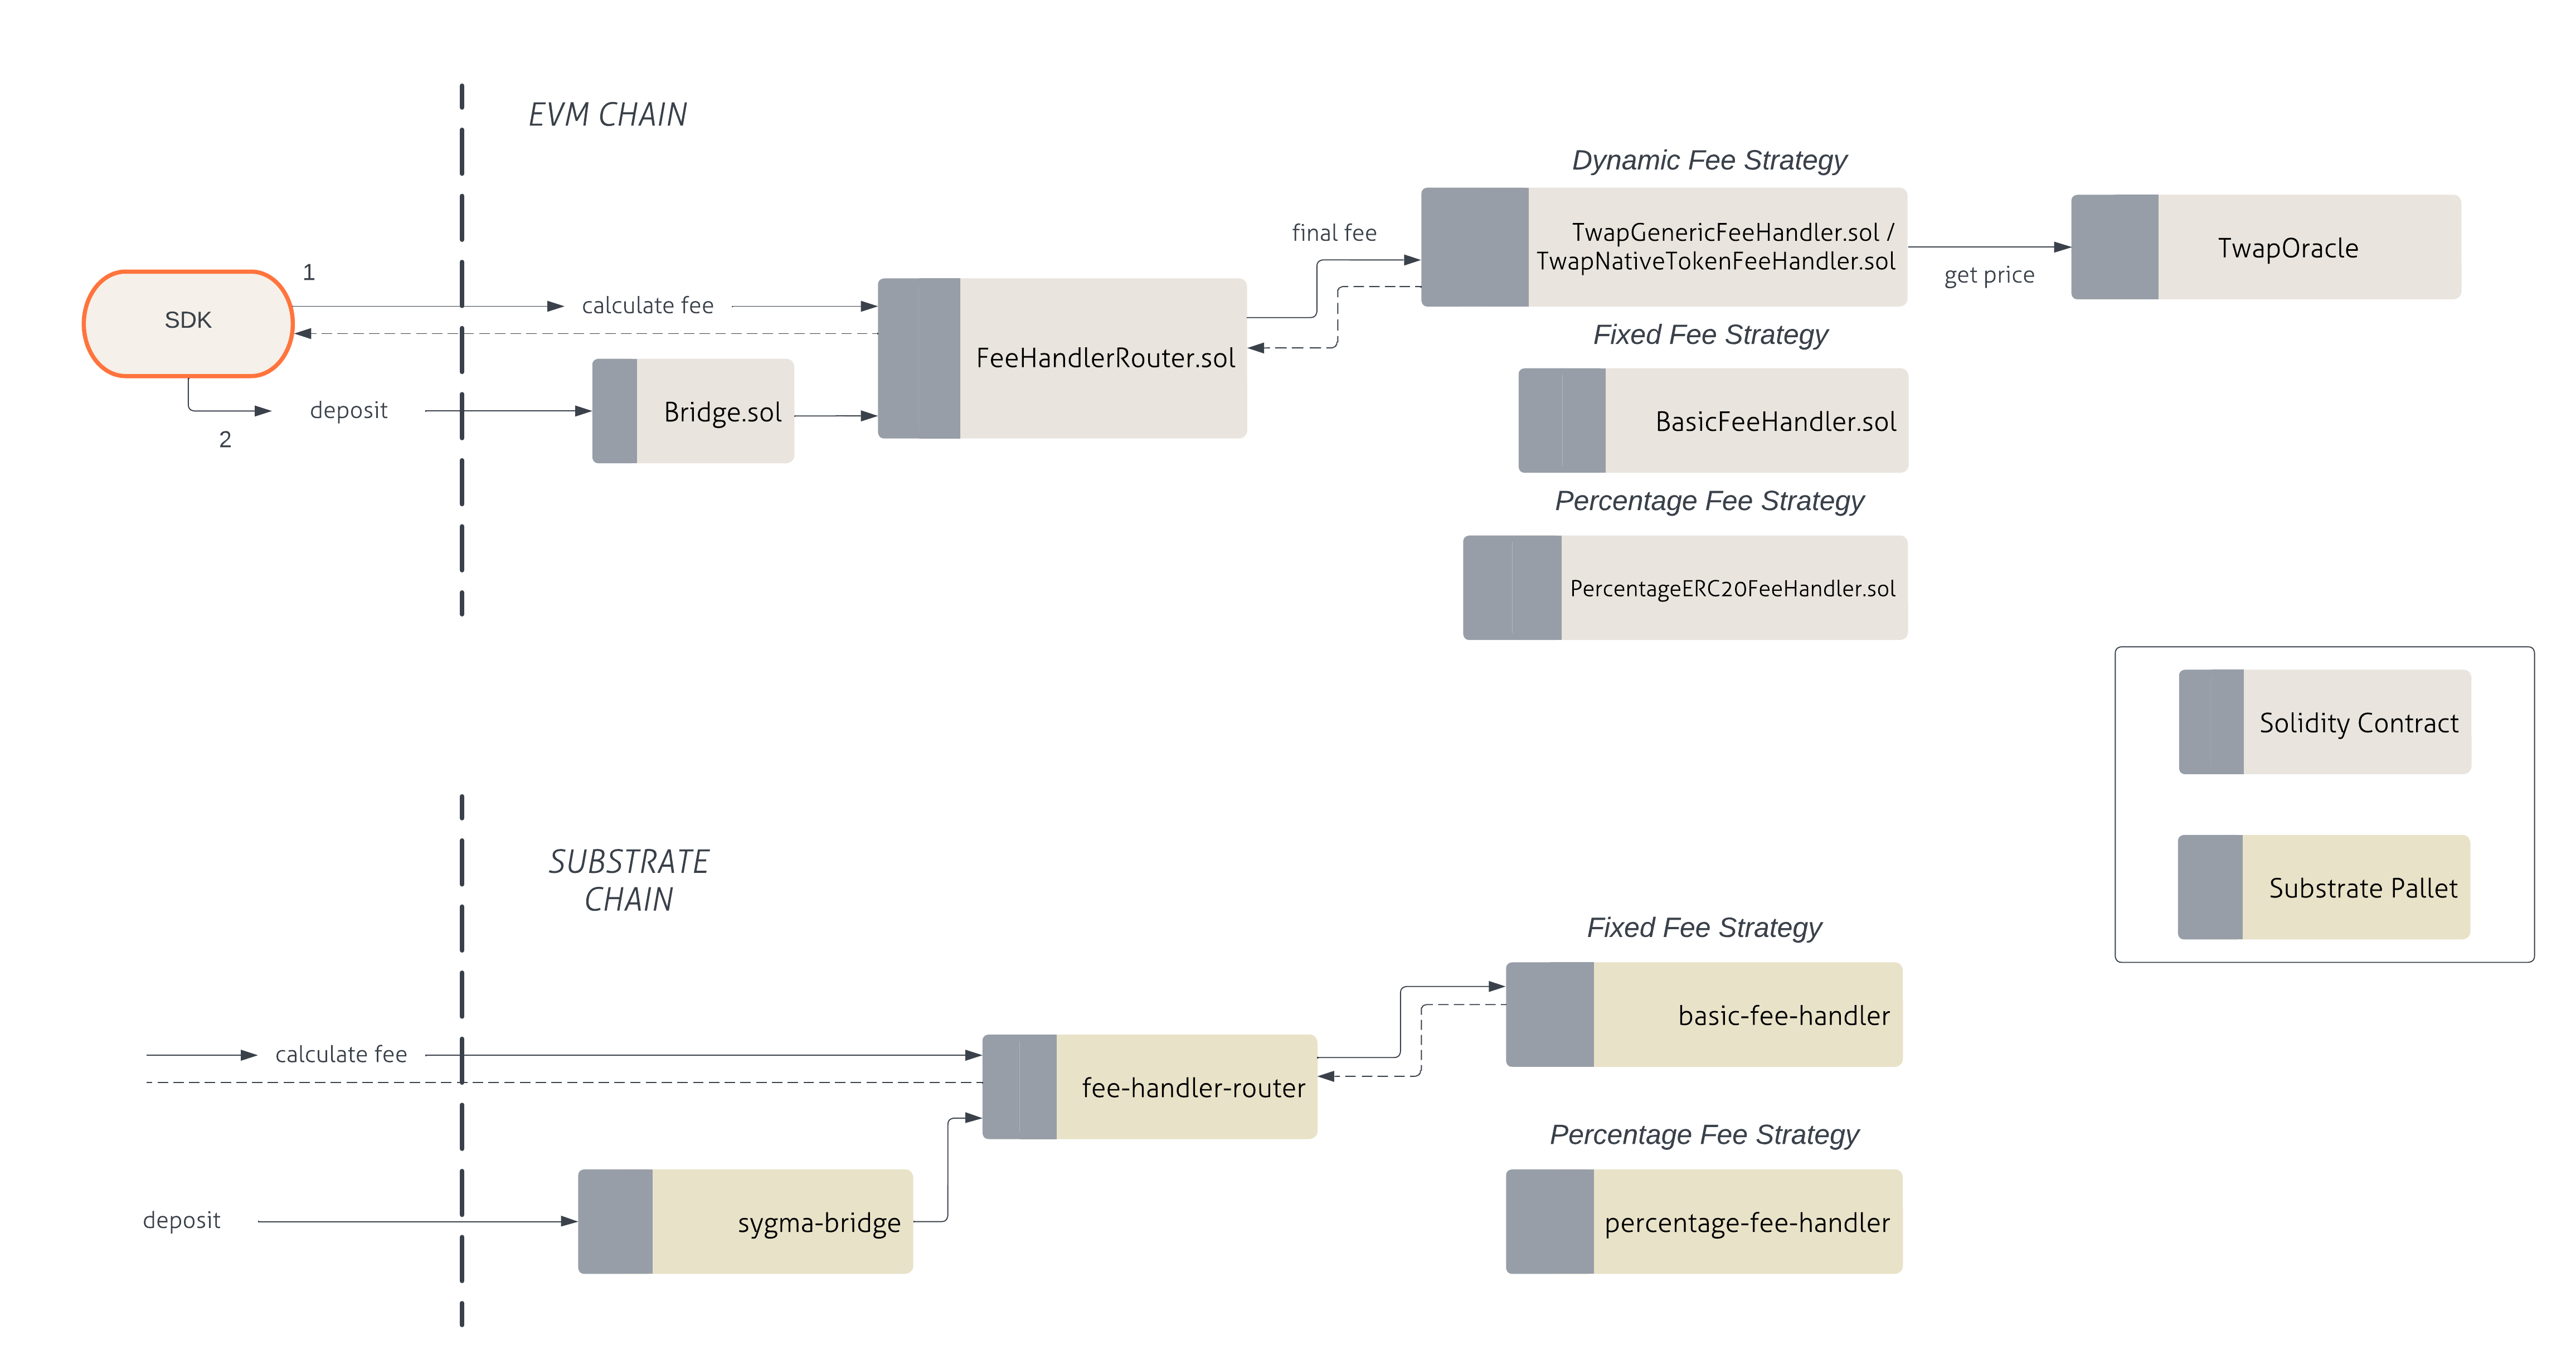 EVM CHAIN
Dynamic Fee Strategy
final fee
TwapGenericFeeHandler.sol /
TwapNativeTokenFeeHandler.sol
TwapOracle
get price
1
SDK
calculate fee
Fixed Fee Strategy
FeeHandlerRouter.sol
deposit
Bridge.sol
BasicFeeHandler.sol
2
Percentage Fee Strategy
PercentageERC20FeeHandler.sol
Solidity Contract
Substrate Pallet
SUBSTRATE
CHAIN
Fixed Fee Strategy
basic-fee-handler
calculate fee
fee-handler-router
Percentage Fee Strategy
deposit
sygma-bridge
percentage-fee-handler